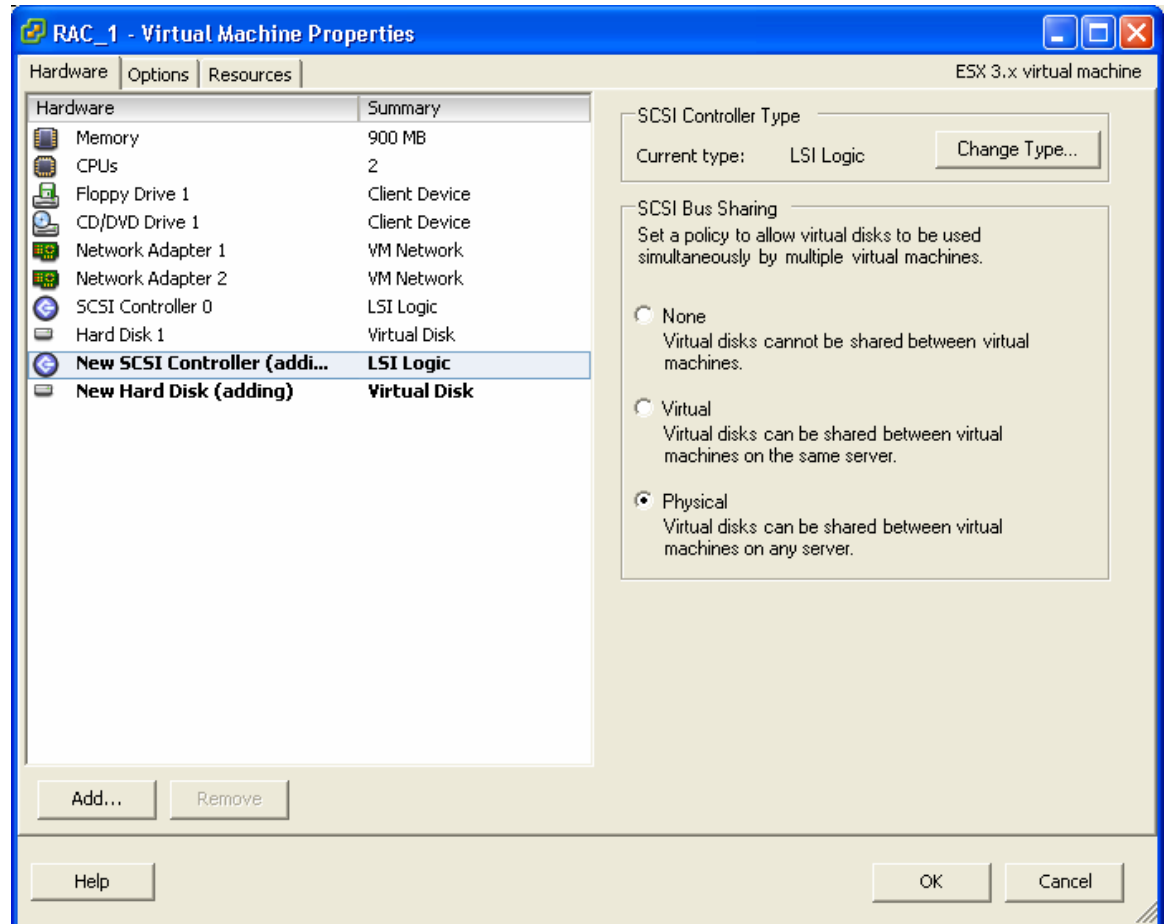 RAC_1 - Virtual Machine Properties
Hardware Options Resources ESX 3.x virtual machine
Hardware Summary
Memory 900 MB
CPUs 2
Floppy Drive 1 Client Device
CD/DVD Drive 1 Client Device
Network Adapter 1 VM Network
Network Adapter 2 VM Network
SCSI Controller 0 LSI Logic
Hard Disk 1 Virtual Disk
New SCSI Controller (addi... LSI Logic
New Hard Disk (adding) Virtual Disk
SCSI Controller Type
Current type: LSI Logic Change Type...
SCSI Bus Sharing
Set a policy to allow virtual disks to be used
simultaneously by multiple virtual machines.
None
Virtual disks cannot be shared between virtual
machines.
Virtual
Virtual disks can be shared between virtual
machines on the same server.
Physical
Virtual disks can be shared between virtual
machines on any server.
Add... Remove
Help OK Cancel